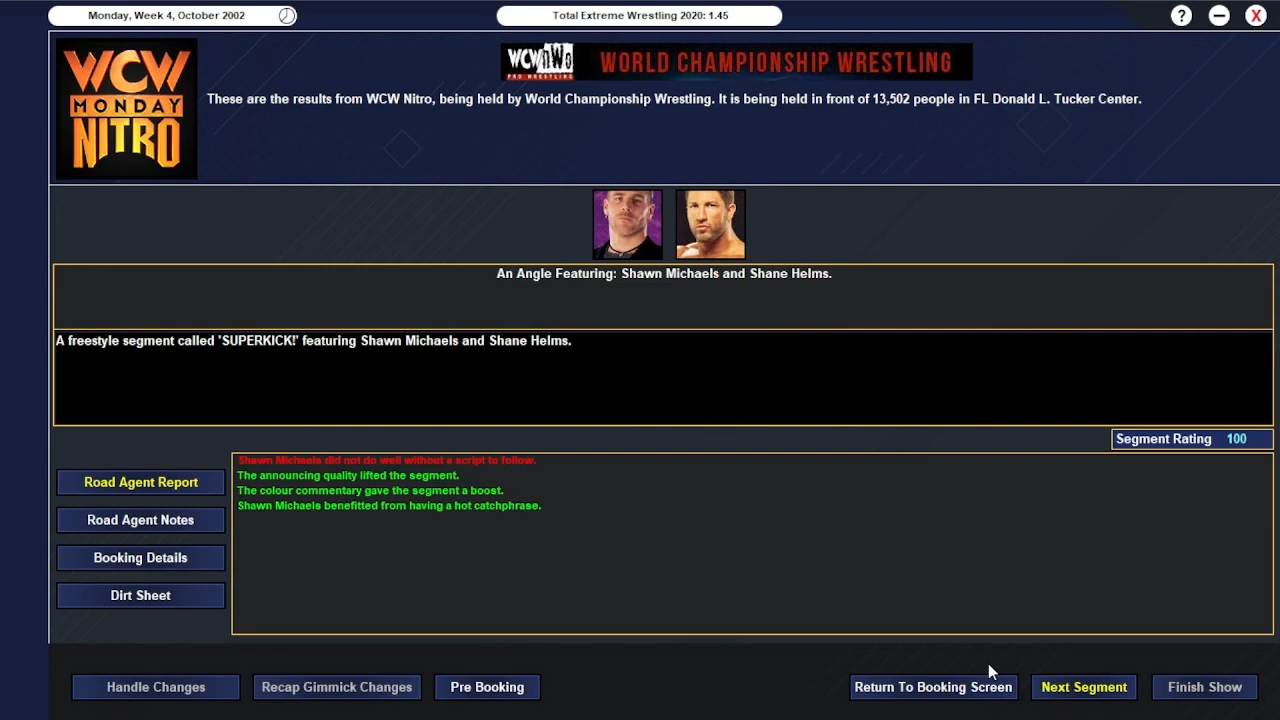 Monday, Week 4, October 2002
Total Extreme Wrestling 2020: 1.45
?
X
WCW
MONDAY
NITRO
WCW nWo
PRO WRESTLING
WORLD CHAMPIONSHIP WRESTLING
These are the results from WCW Nitro, being held by World Championship Wrestling. It is being held in front of 13,502 people in FL Donald L. Tucker Center.
An Angle Featuring: Shawn Michaels and Shane Helms.
A freestyle segment called 'SUPERKICK!' featuring Shawn Michaels and Shane Helms.
Segment Rating 100
Road Agent Report
Road Agent Notes
Booking Details
Dirt Sheet
Shawn Michaels did not do well without a script to follow.
The announcing quality lifted the segment.
The colour commentary gave the segment a boost.
Shawn Michaels benefitted from having a hot catchphrase.
Handle Changes
Recap Gimmick Changes
Pre Booking
Return To Booking Screen
Next Segment
Finish Show